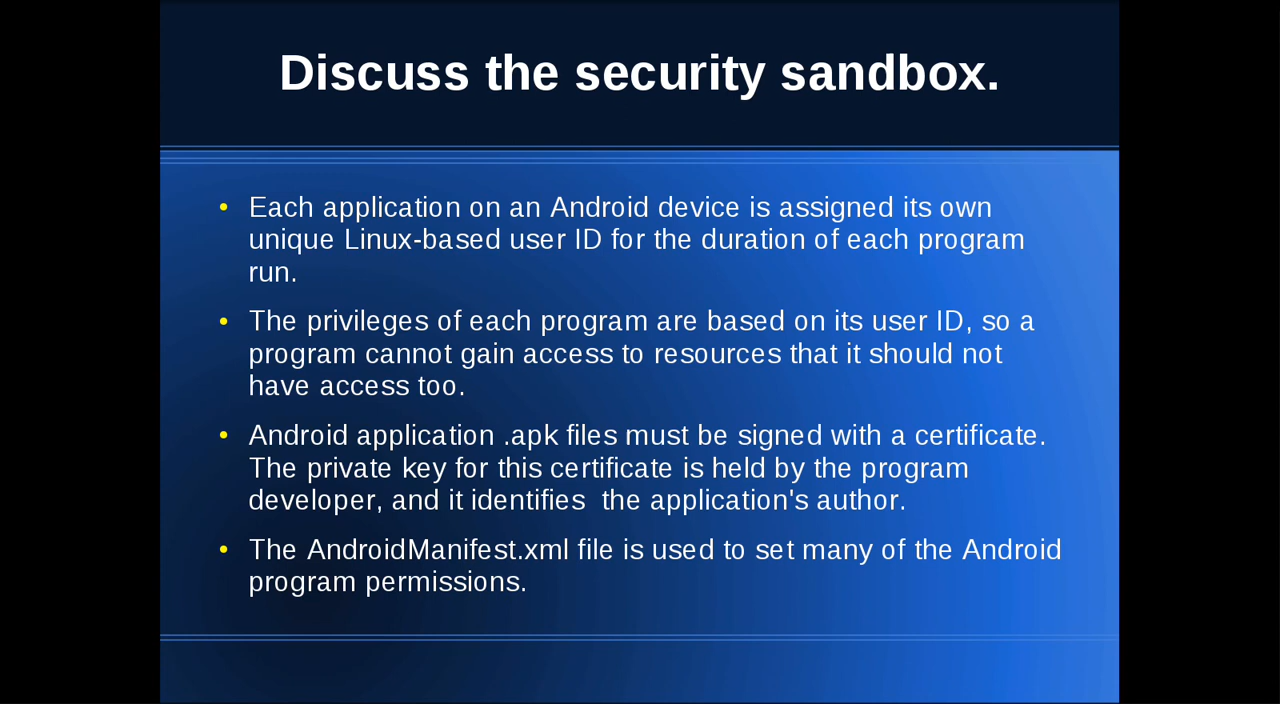 Discuss the security sandbox.
• Each application on an Android device is assigned its own
unique Linux-based user ID for the duration of each program
run.
• The privileges of each program are based on its user ID, so a
program cannot gain access to resources that it should not
have access too.
• Android application .apk files must be signed with a certificate.
The private key for this certificate is held by the program
developer, and it identifies  the application's author.
• The AndroidManifest.xml file is used to set many of the Android
program permissions.